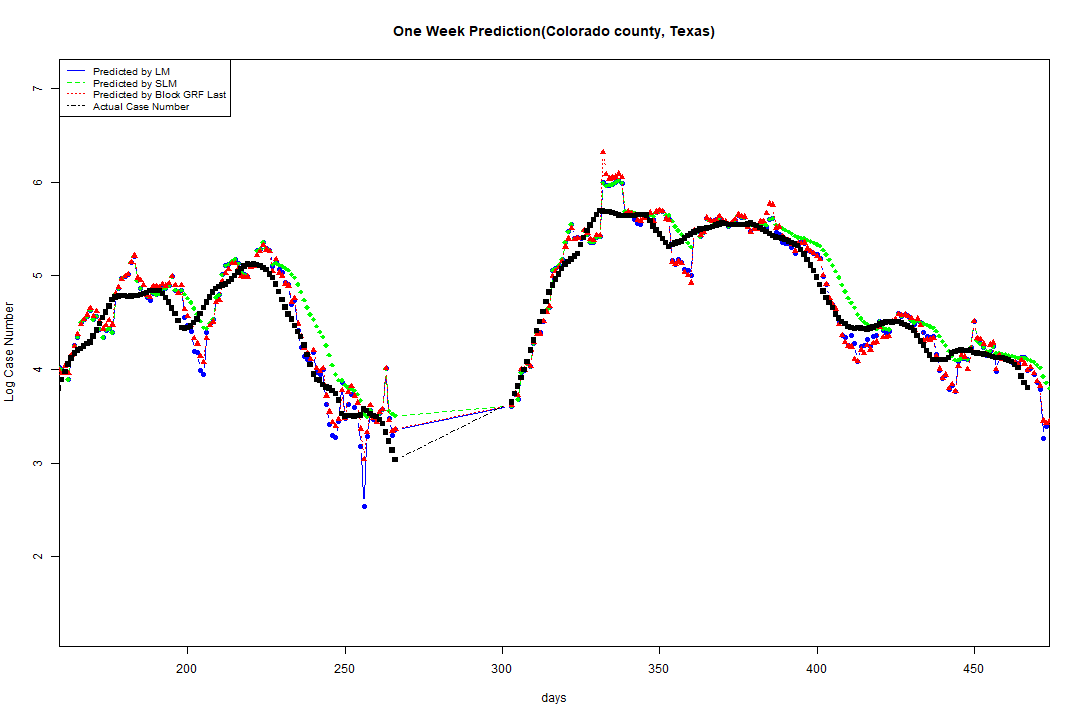 One Week Prediction(Colorado county, Texas)
Predicted by LM
Predicted by SLM
Predicted by Block GRF Last
Actual Case Number
7
6
5
4
3
2
Log Case Number
200
250
300
350
400
450
days